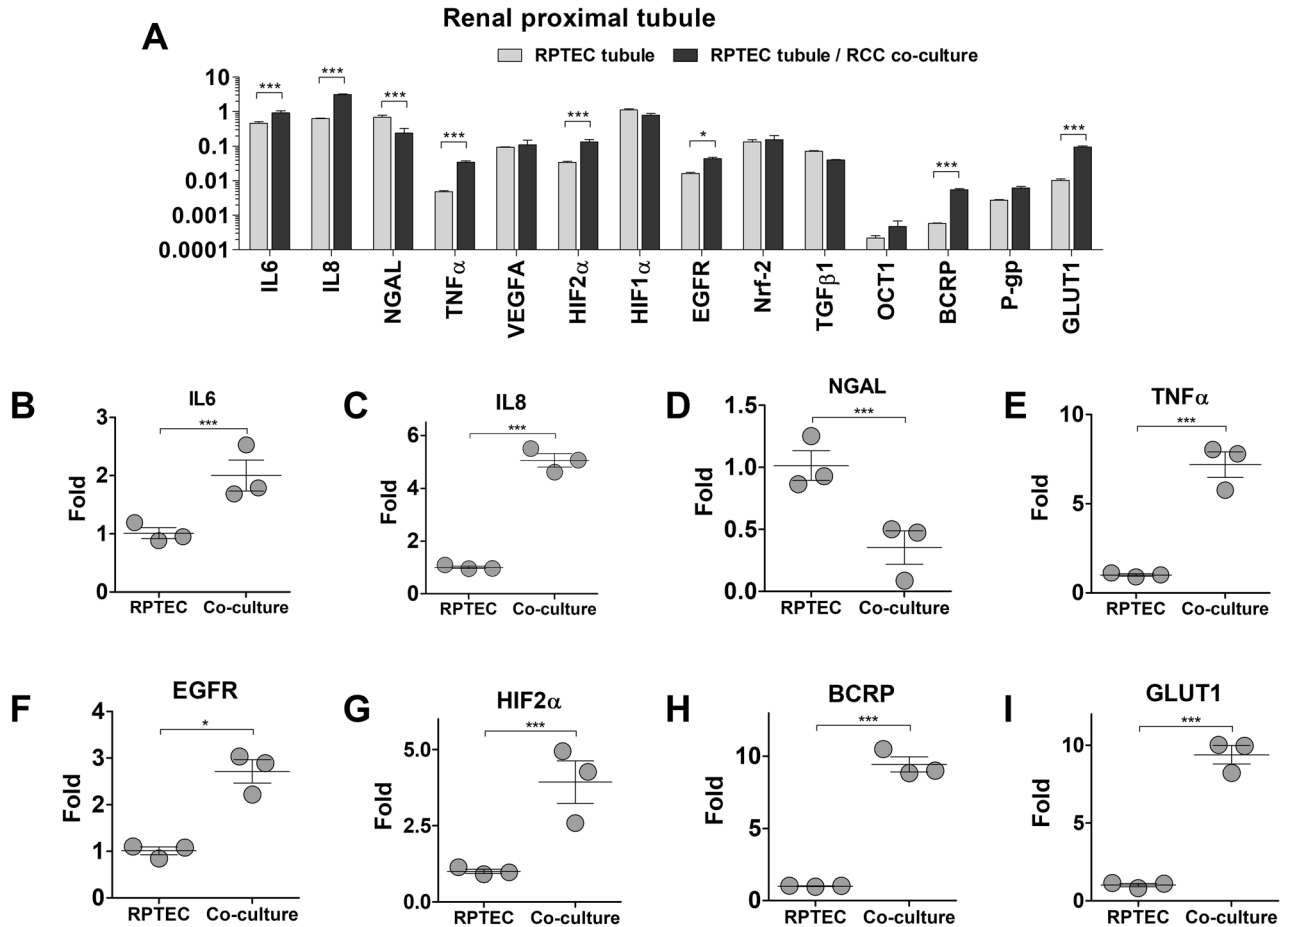 Renal proximal tubule
A
RPTEC tubule
RPTEC tubule / RCC co-culture
10
1
0.1
0.01
0.001
0.0001
*** *** *** *** *** * *** ***
IL6 IL8 NGAL TNFα VEGFA HIF2α HIF1α EGFR Nrf-2 TGFβ1 OCT1 BCRP P-gp GLUT1
B
IL6
***
Fold
3
2
1
0
RPTEC Co-culture
C
IL8
***
Fold
6
4
2
0
RPTEC Co-culture
D
NGAL
***
Fold
1.5
1.0
0.5
0.0
RPTEC Co-culture
E
TNFα
***
Fold
10
5
0
RPTEC Co-culture
F
EGFR
*
Fold
4
3
2
1
0
RPTEC Co-culture
G
HIF2α
***
Fold
5.0
2.5
0.0
RPTEC Co-culture
H
BCRP
***
Fold
10
5
0
RPTEC Co-culture
I
GLUT1
***
Fold
10
5
0
RPTEC Co-culture